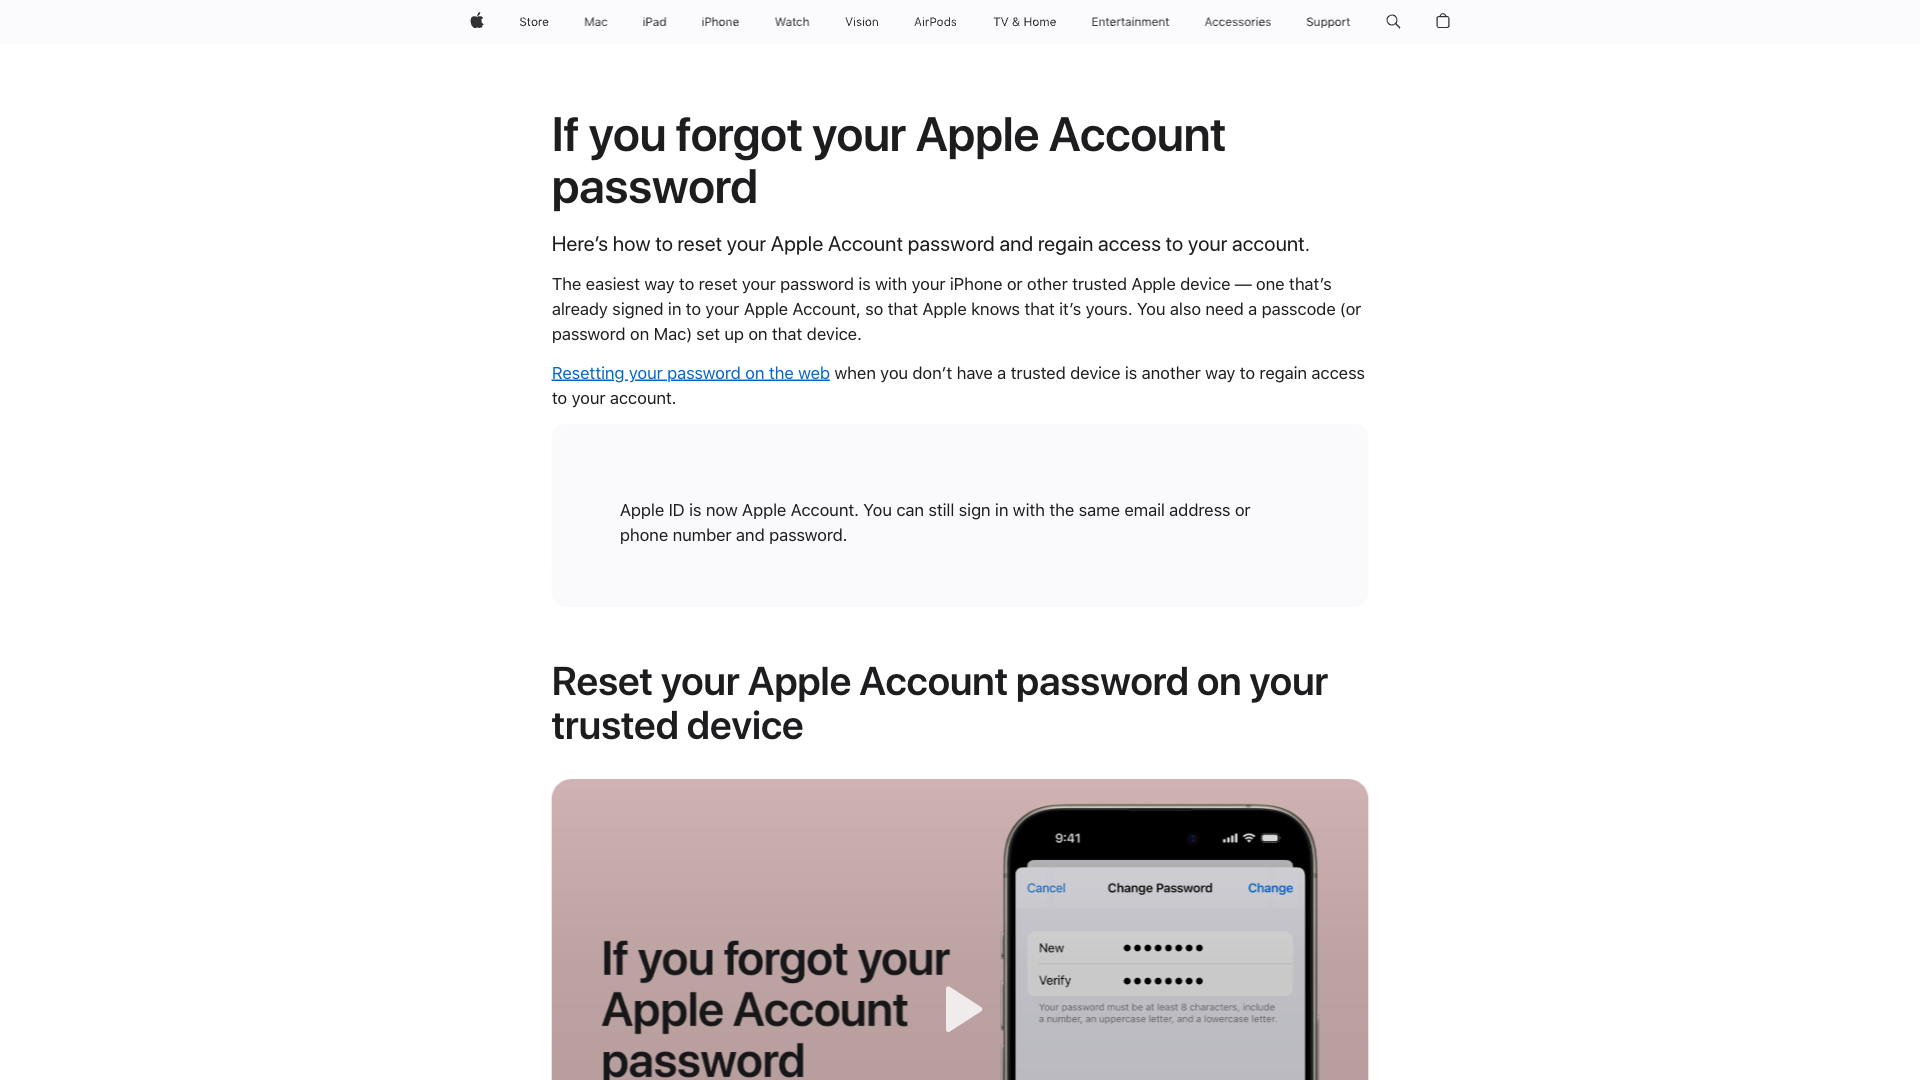 Store Mac iPad iPhone Watch Vision AirPods TV & Home Entertainment Accessories Support
If you forgot your Apple Account
password
Here’s how to reset your Apple Account password and regain access to your account.
The easiest way to reset your password is with your iPhone or other trusted Apple device — one that’s
already signed in to your Apple Account, so that Apple knows that it’s yours. You also need a passcode (or
password on Mac) set up on that device.
Resetting your password on the web when you don’t have a trusted device is another way to regain access
to your account.
Apple ID is now Apple Account. You can still sign in with the same email address or
phone number and password.
Reset your Apple Account password on your
trusted device
If you forgot your
Apple Account
password
9:41
Cancel Change Password Change
New ●●●●●●●●
Verify ●●●●●●●●
Your password must be at least 8 characters, include
a number, an uppercase letter, and a lowercase letter.